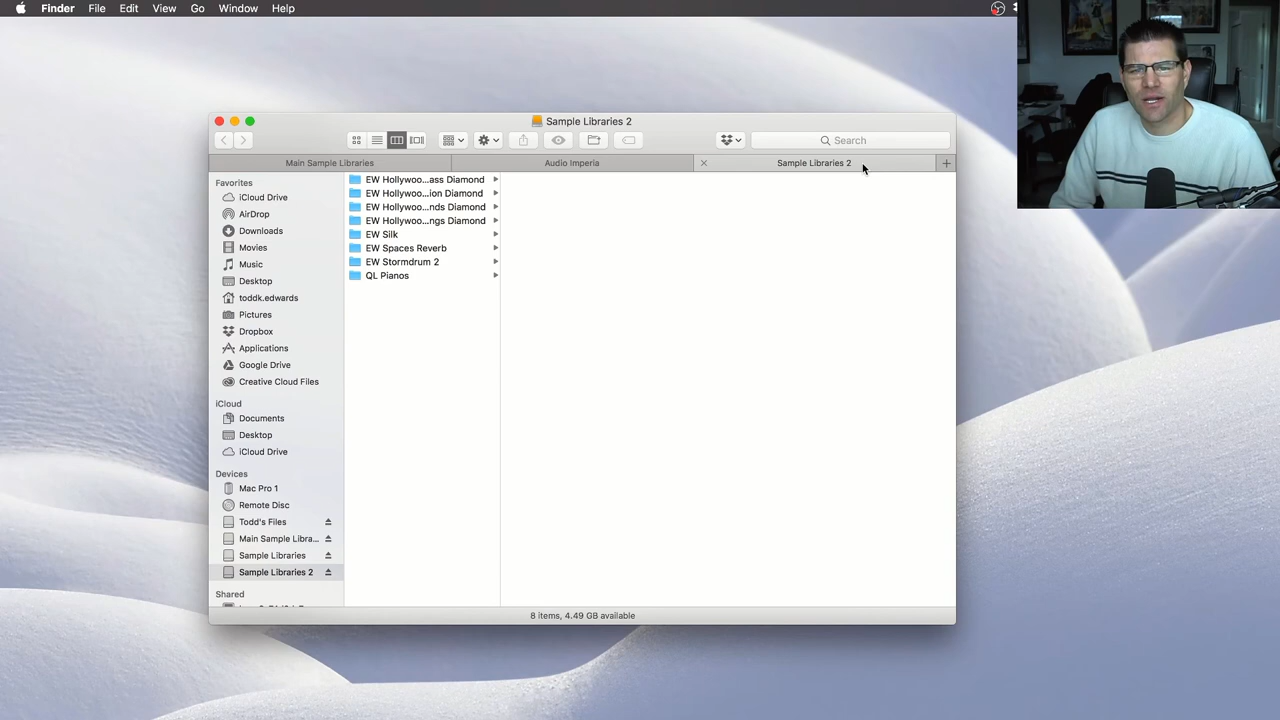 Finder File Edit View Go Window Help
Sample Libraries 2
Search
Main Sample Libraries Audio Imperia Sample Libraries 2
Favorites
iCloud Drive
AirDrop
Downloads
Movies
Music
Desktop
toddk.edwards
Pictures
Dropbox
Applications
Google Drive
Creative Cloud Files
iCloud
Documents
Desktop
iCloud Drive
Devices
Mac Pro 1
Remote Disc
Todd's Files
Main Sample Libra...
Sample Libraries
Sample Libraries 2
Shared
EW Hollywoo...ass Diamond
EW Hollywoo...ion Diamond
EW Hollywoo...nds Diamond
EW Hollywoo...ngs Diamond
EW Silk
EW Spaces Reverb
EW Stormdrum 2
QL Pianos
8 items, 4.49 GB available